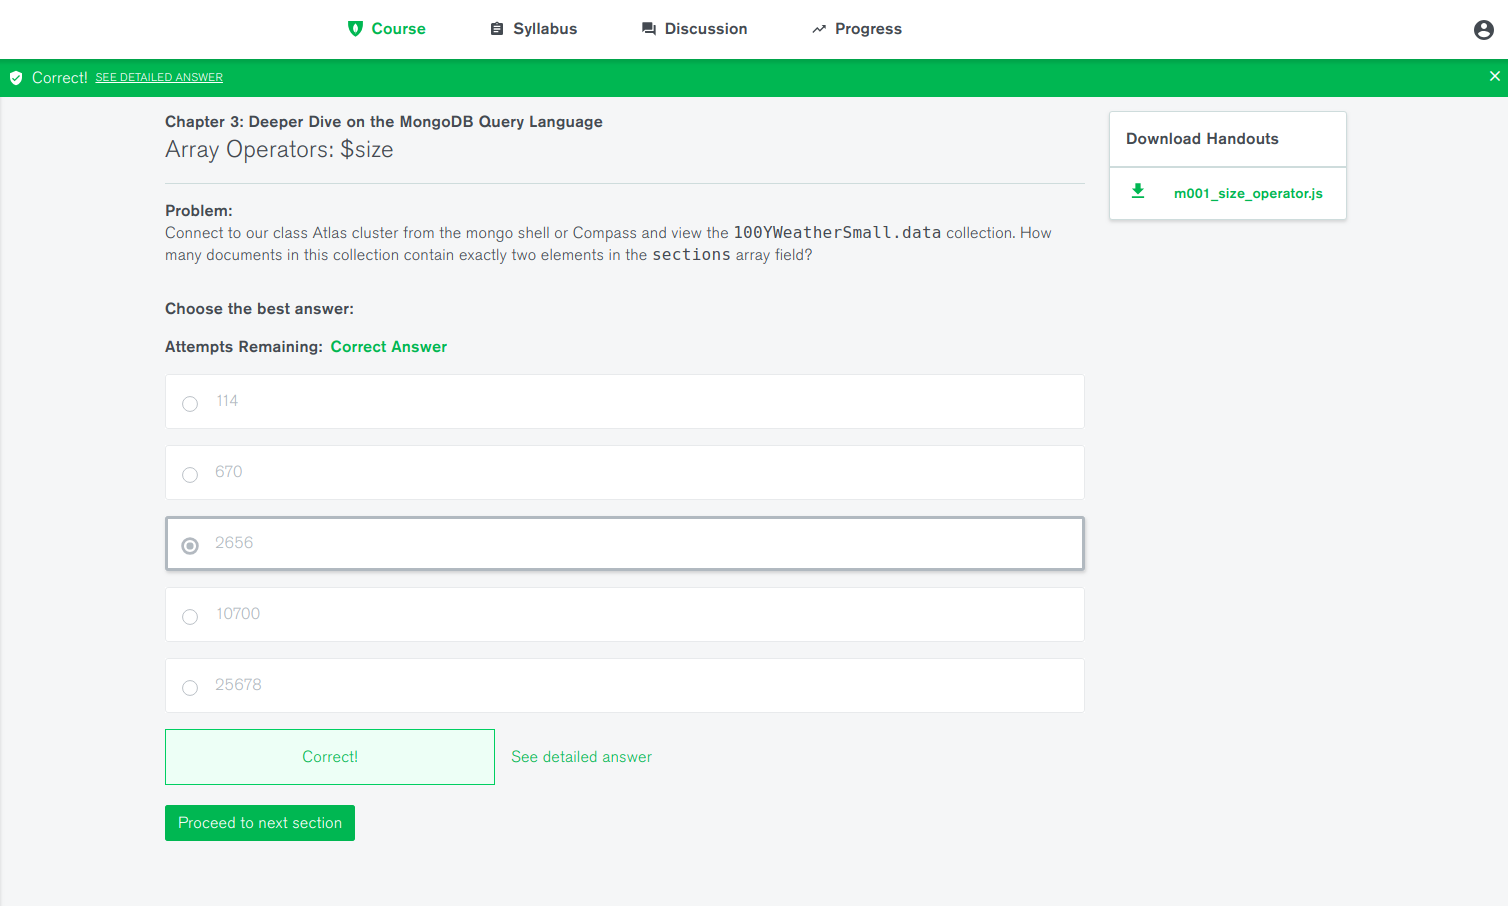 Course Syllabus Discussion Progress
Correct! SEE DETAILED ANSWER
Chapter 3: Deeper Dive on the MongoDB Query Language
Array Operators: $size
Download Handouts
m001_size_operator.js
Problem:
Connect to our class Atlas cluster from the mongo shell or Compass and view the 100YWeatherSmall.data collection. How
many documents in this collection contain exactly two elements in the sections array field?
Choose the best answer:
Attempts Remaining: Correct Answer
114
670
2656
10700
25678
Correct! See detailed answer
Proceed to next section